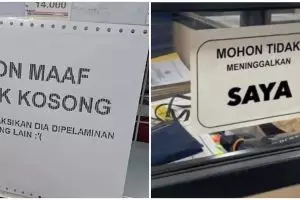 14.000
ON MAAF
K KOSONG
AKSIKAN DIA DIPELAMINAN
NG LAIN :'(
MOHON TIDAK
MENINGGALKAN
SAYA